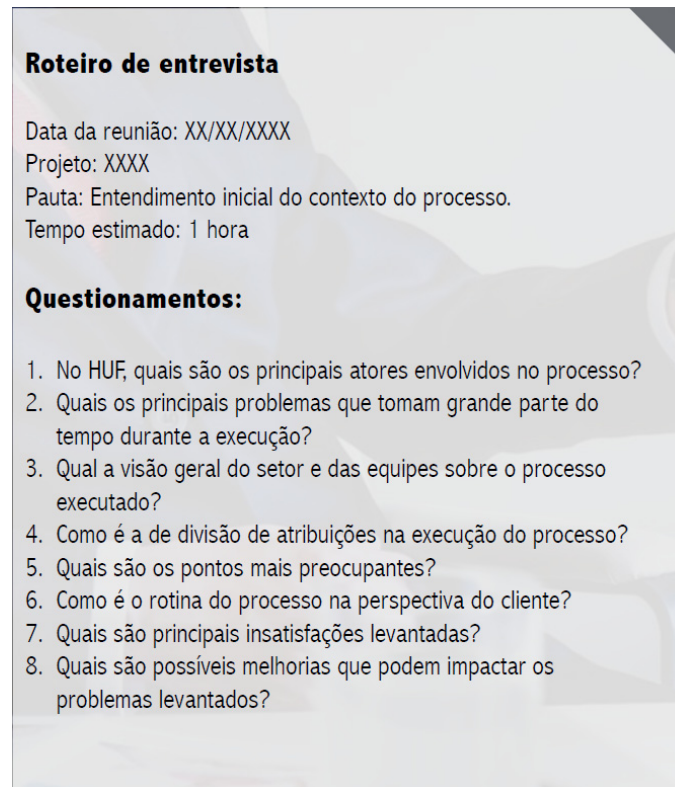 Roteiro de entrevista
Data da reunião: XX/XX/XXXX
Projeto: XXXX
Pauta: Entendimento inicial do contexto do processo.
Tempo estimado: 1 hora
Questionamentos:
1. No HUF, quais são os principais atores envolvidos no processo?
2. Quais os principais problemas que tomam grande parte do
tempo durante a execução?
3. Qual a visão geral do setor e das equipes sobre o processo
executado?
4. Como é a de divisão de atribuições na execução do processo?
5. Quais são os pontos mais preocupantes?
6. Como é o rotina do processo na perspectiva do cliente?
7. Quais são principais insatisfações levantadas?
8. Quais são possíveis melhorias que podem impactar os
problemas levantados?